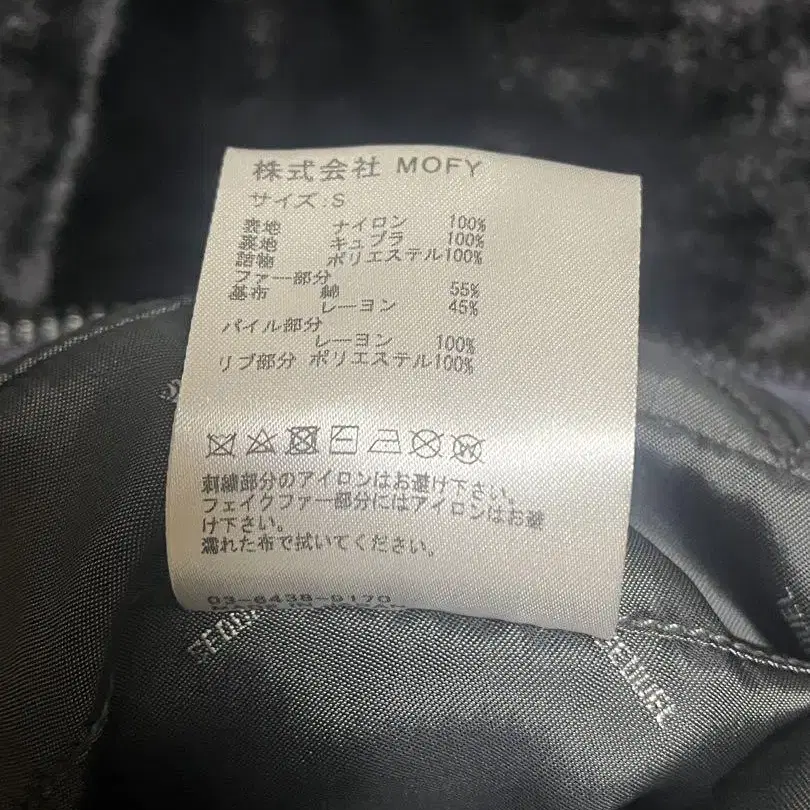 株式会社 MOFY
サイズ:S
表地 ナイロン 100%
裏地 キュプラ 100%
詰物 ポリエステル100%
ファー部分
基布 綿 55%
レーヨン 45%
パイル部分
レーヨン 100%
リブ部分 ポリエステル100%
刺繍部分のアイロンはお避け下さい。
フェイクファー部分にはアイロンはお避
け下さい。
濡れた布で拭いてください。
03-6438-9170